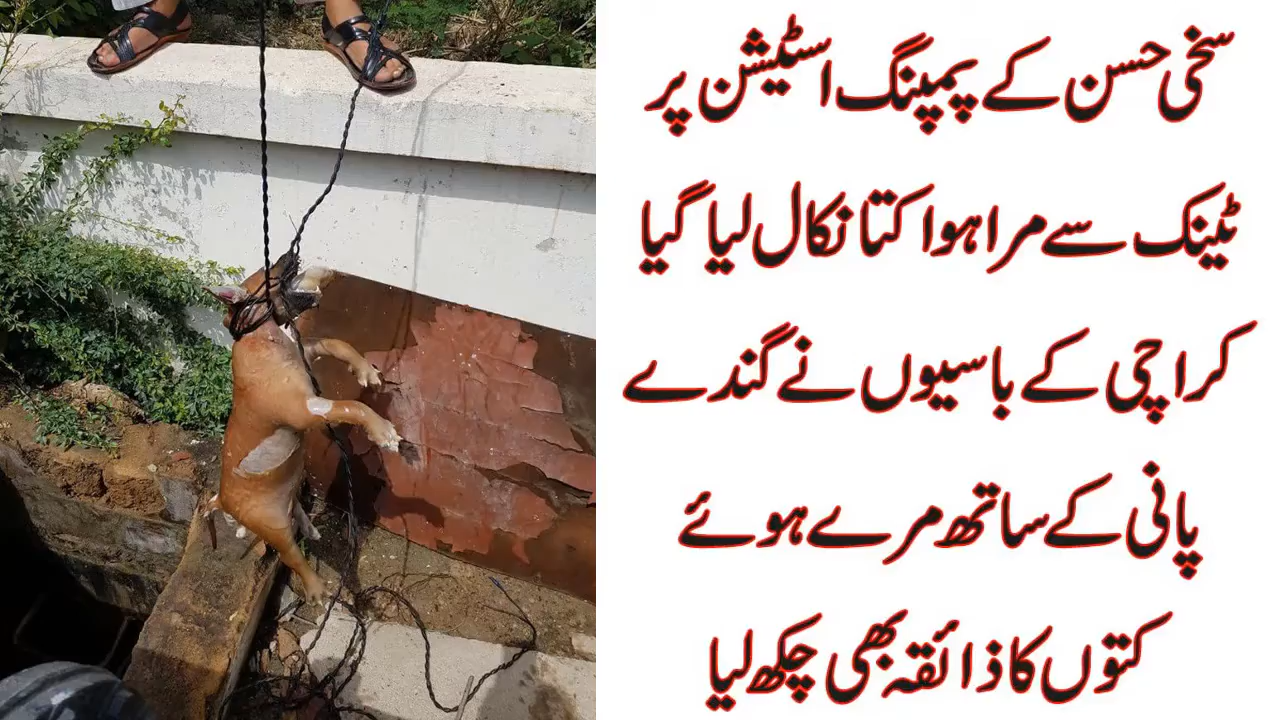 سخی حسن کے پمپنگ اسٹیشن پر
ٹینک سے مرا ہوا کتا نکال لیا گیا
کراچی کے باسیوں نے گندے
پانی کے ساتھ مرے ہوئے
کتوں کا ذائقہ بھی چکھ لیا